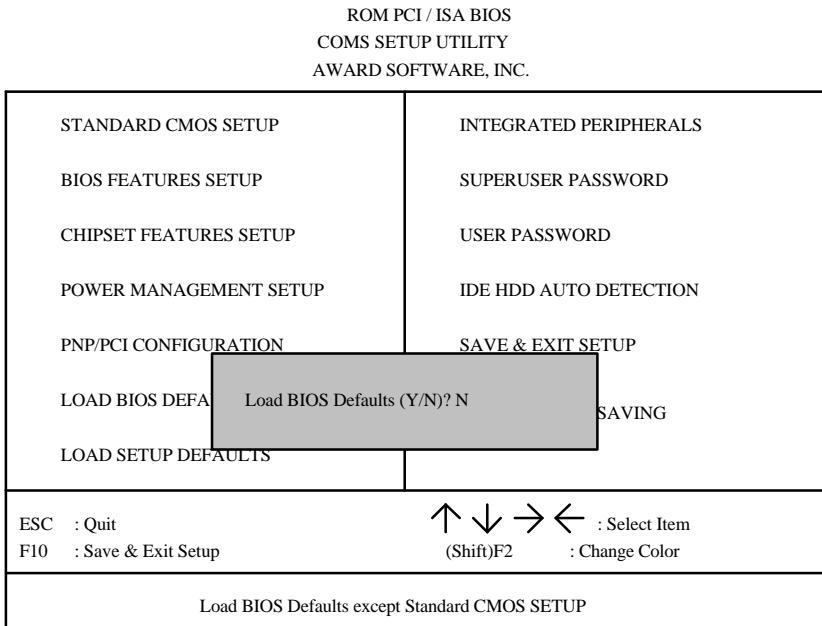 ROM PCI / ISA BIOS
COMS SETUP UTILITY
AWARD SOFTWARE, INC.
STANDARD CMOS SETUP
BIOS FEATURES SETUP
CHIPSET FEATURES SETUP
POWER MANAGEMENT SETUP
PNP/PCI CONFIGURATION
LOAD BIOS DEFA
LOAD SETUP DEFAULTS
INTEGRATED PERIPHERALS
SUPERUSER PASSWORD
USER PASSWORD
IDE HDD AUTO DETECTION
SAVE & EXIT SETUP
SAVING
Load BIOS Defaults (Y/N)? N
ESC : Quit
F10 : Save & Exit Setup
↑ ↓ → ← : Select Item
(Shift)F2 : Change Color
Load BIOS Defaults except Standard CMOS SETUP